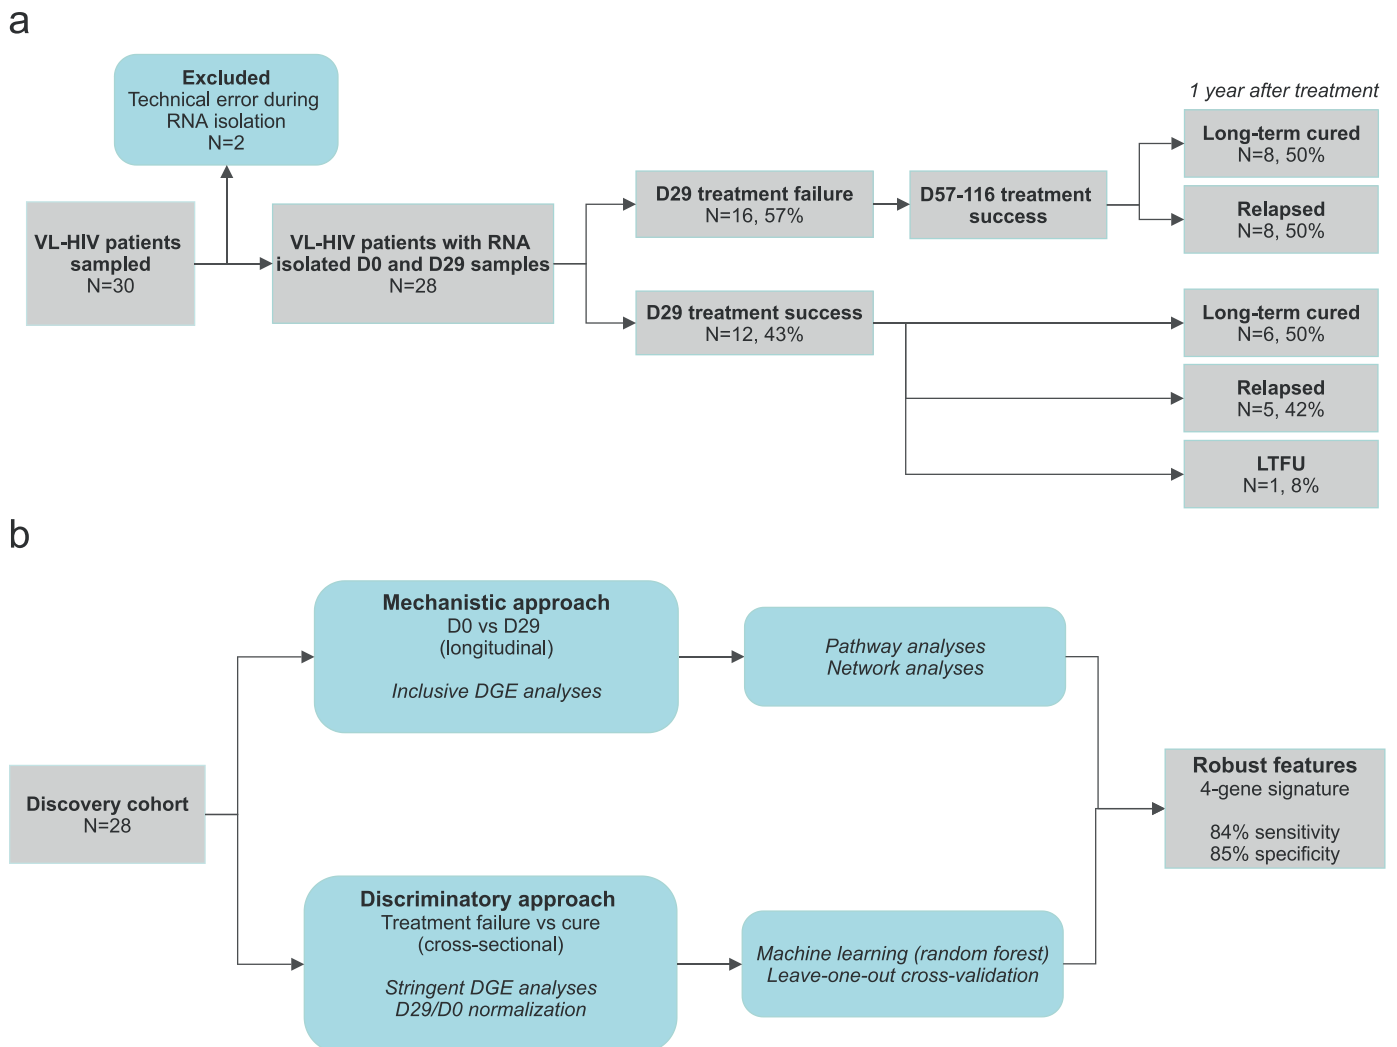 a
Excluded
Technical error during
RNA isolation
N=2
VL-HIV patients
sampled
N=30
VL-HIV patients with RNA
isolated D0 and D29 samples
N=28
D29 treatment failure
N=16, 57%
D57-116 treatment
success
D29 treatment success
N=12, 43%
1 year after treatment
Long-term cured
N=8, 50%
Relapsed
N=8, 50%
Long-term cured
N=6, 50%
Relapsed
N=5, 42%
LTFU
N=1, 8%
b
Discovery cohort
N=28
Mechanistic approach
D0 vs D29
(longitudinal)
Inclusive DGE analyses
Pathway analyses
Network analyses
Discriminatory approach
Treatment failure vs cure
(cross-sectional)
Stringent DGE analyses
D29/D0 normalization
Machine learning (random forest)
Leave-one-out cross-validation
Robust features
4-gene signature
84% sensitivity
85% specificity